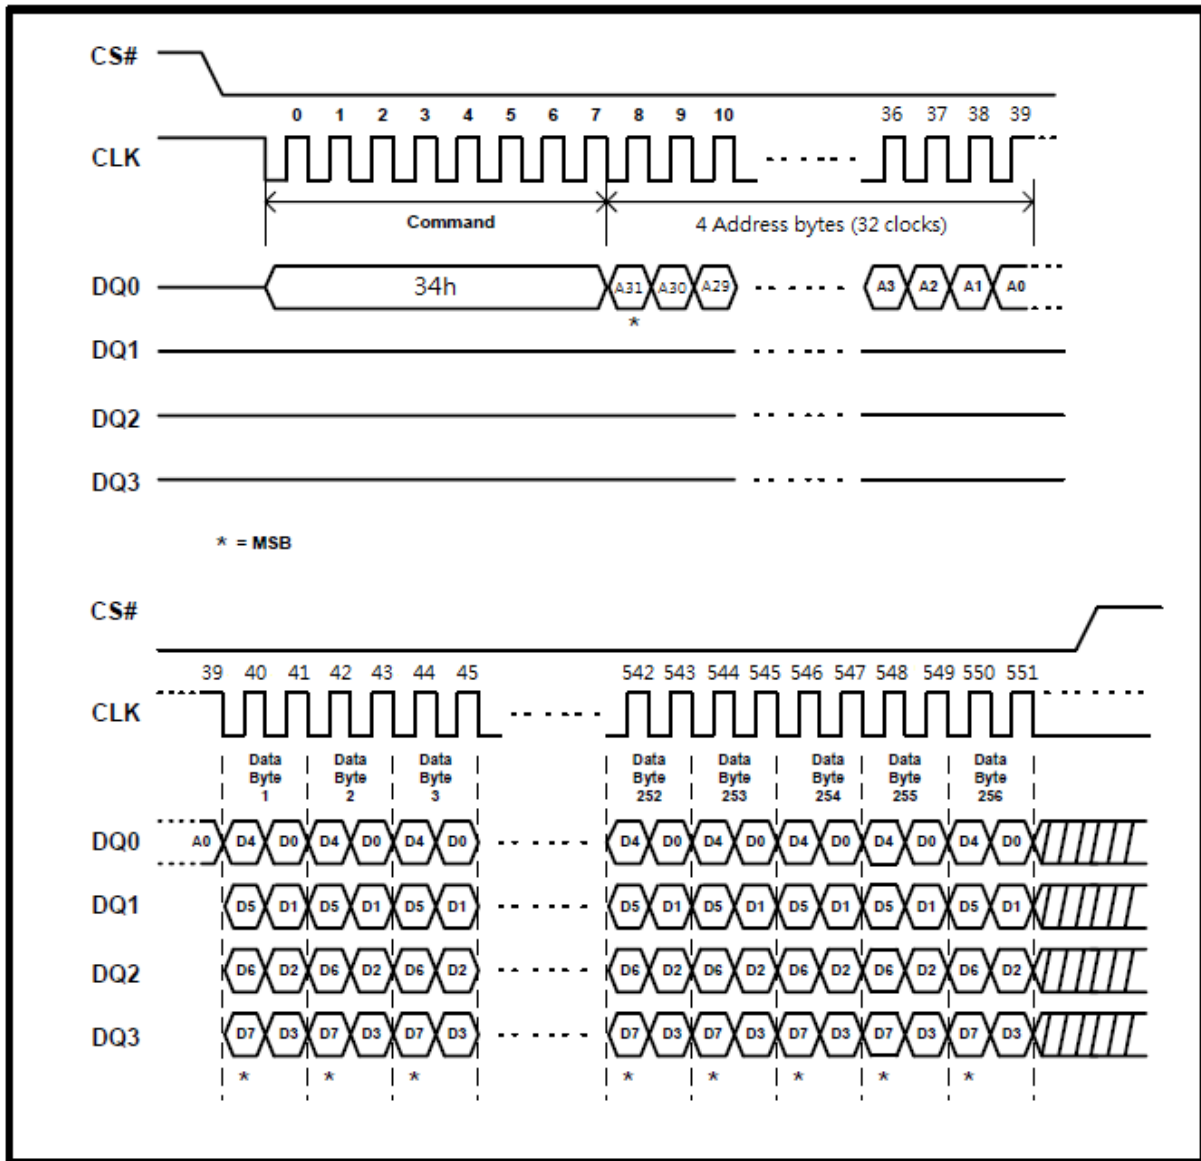 CS#
0 1 2 3 4 5 6 7 8 9 10 36 37 38 39
CLK
Command 4 Address bytes (32 clocks)
DQ0 34h A31 A30 A29 A3 A2 A1 A0
*
DQ1
DQ2
DQ3
* = MSB
CS#
39 40 41 42 43 44 45 542 543 544 545 546 547 548 549 550 551
CLK
Data Data Data Data Data Data Data Data
Byte Byte Byte Byte Byte Byte Byte Byte
1 2 3 252 253 254 255 256
DQ0 A0 D4 D0 D4 D0 D4 D0 D4 D0 D4 D0 D4 D0 D4 D0 D4 D0
DQ1 D5 D1 D5 D1 D5 D1 D5 D1 D5 D1 D5 D1 D5 D1 D5 D1
DQ2 D6 D2 D6 D2 D6 D2 D6 D2 D6 D2 D6 D2 D6 D2 D6 D2
DQ3 D7 D3 D7 D3 D7 D3 D7 D3 D7 D3 D7 D3 D7 D3 D7 D3
* * * * * * * *